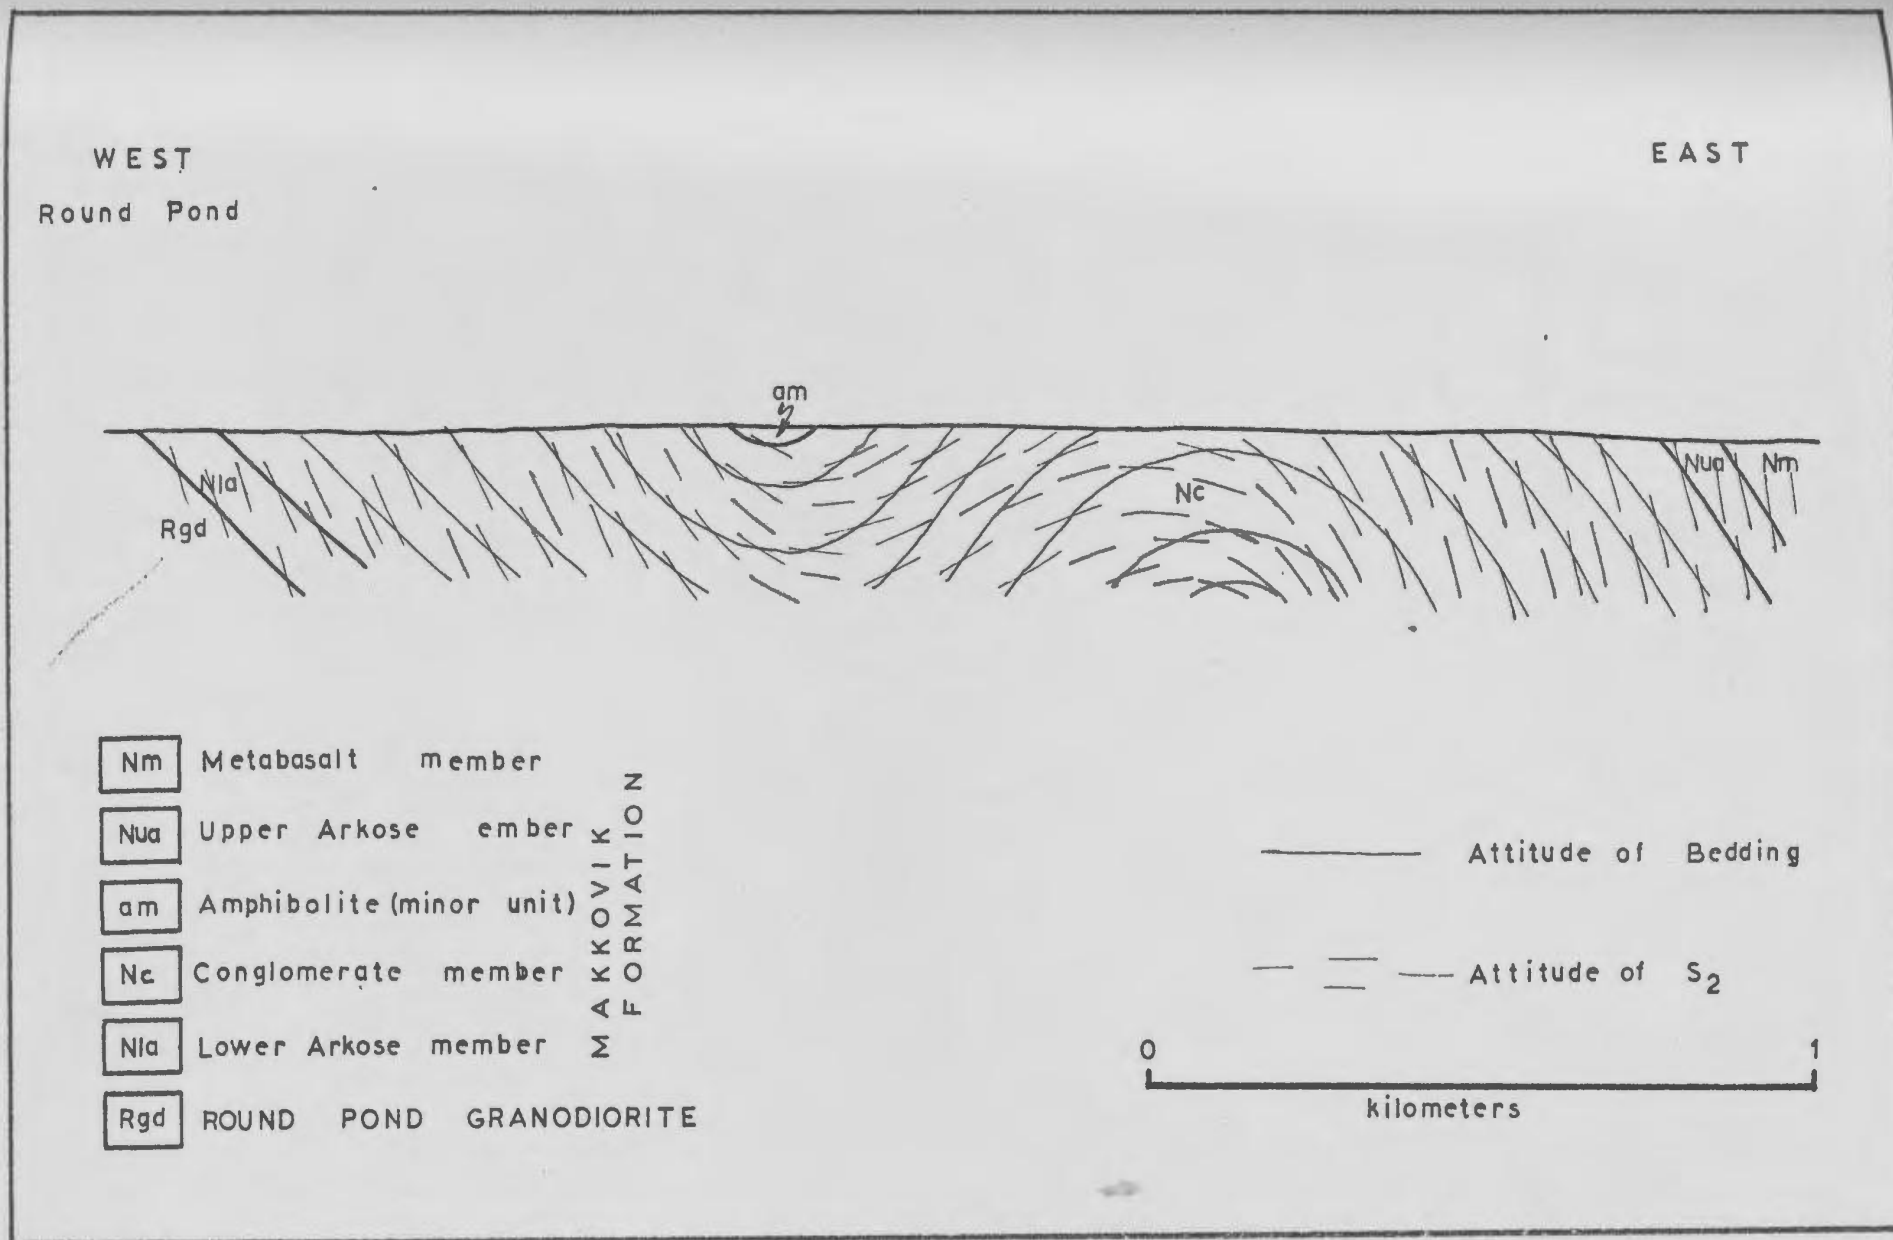 WEST
EAST
Round Pond
am
Nla
Rgd
Nc
Nua
Nm
Nm Metabasalt member
Nua Upper Arkose ember
am Amphibolite (minor unit)
Nc Conglomerate member
Nla Lower Arkose member
Rgd ROUND POND GRANODIORITE
MAKKOVIK
FORMATION
Attitude of Bedding
Attitude of S2
0 1
kilometers